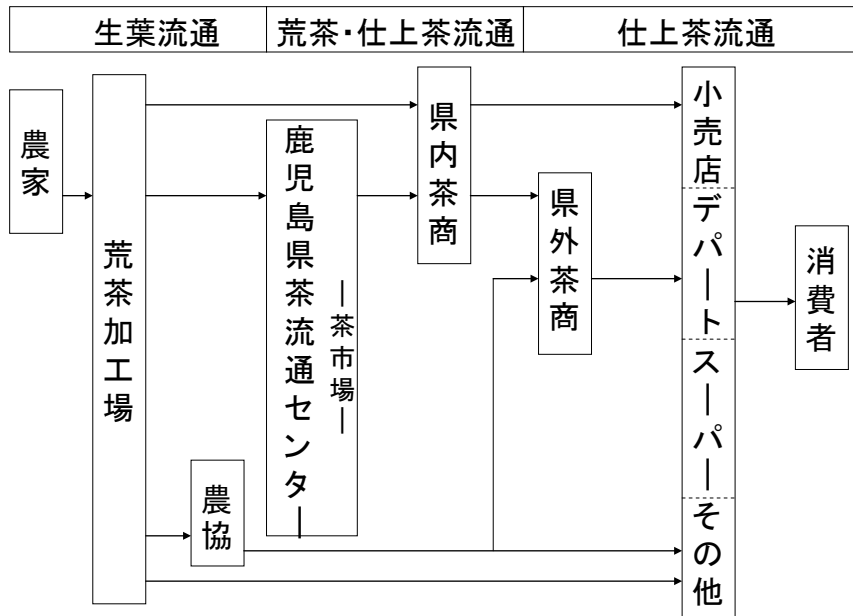 生葉流通
荒茶・仕上茶流通
仕上茶流通
農家
荒茶加工場
農協
鹿児島県茶流通センター
―茶市場―
県内茶商
県外茶商
小売店
デパート
スーパー
その他
消費者